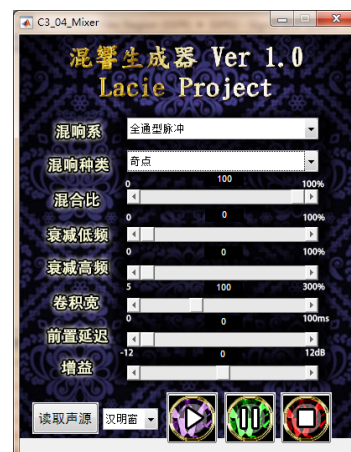 C3_04_Mixer
混響生成器 Ver 1.0
Lacie Project
混响系 全通型脉冲
混响种类 奇点
0 100 100%
混合比
0 0 100%
衰减低频
0 0 100%
衰减高频
5 100 300%
卷积宽
0 0 100ms
前置延迟
-12 0 12dB
增益
读取声源 汉明窗